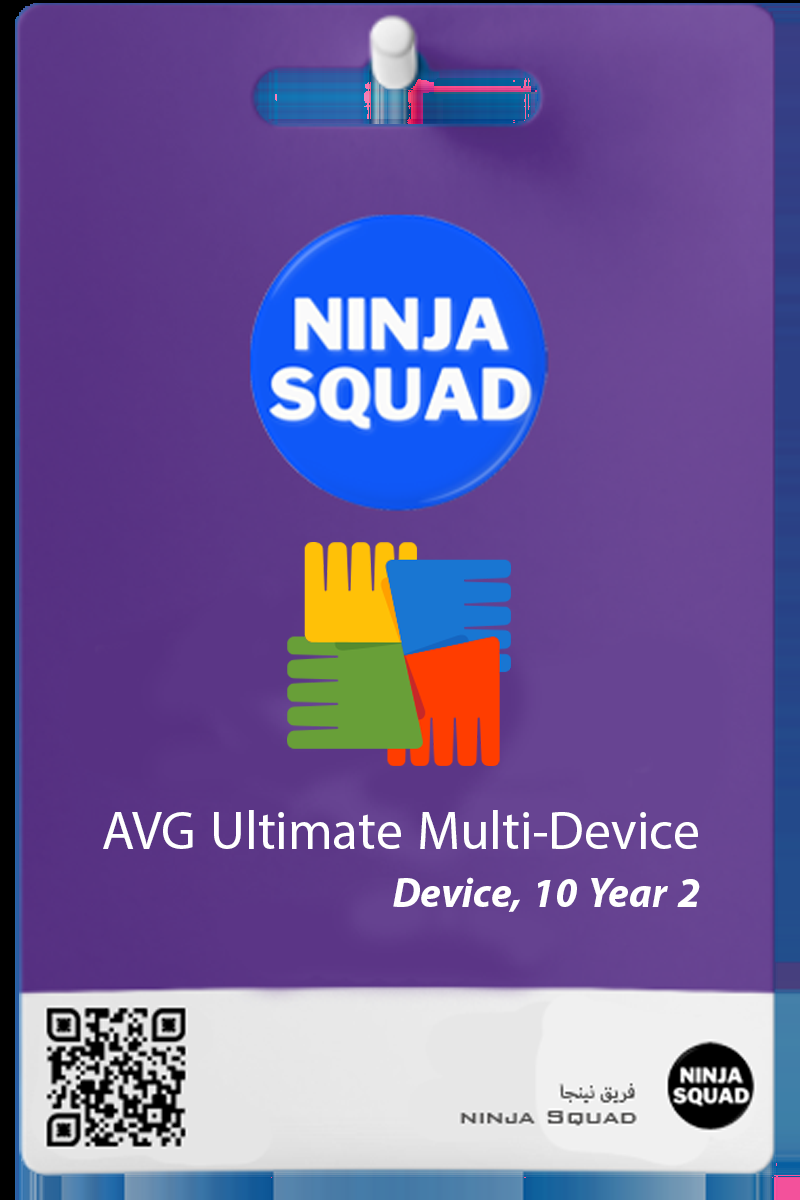 NINJA
SQUAD
AVG Ultimate Multi-Device
Device, 10 Year 2
فريق نينجا
NINJA SQUAD
NINJA
SQUAD